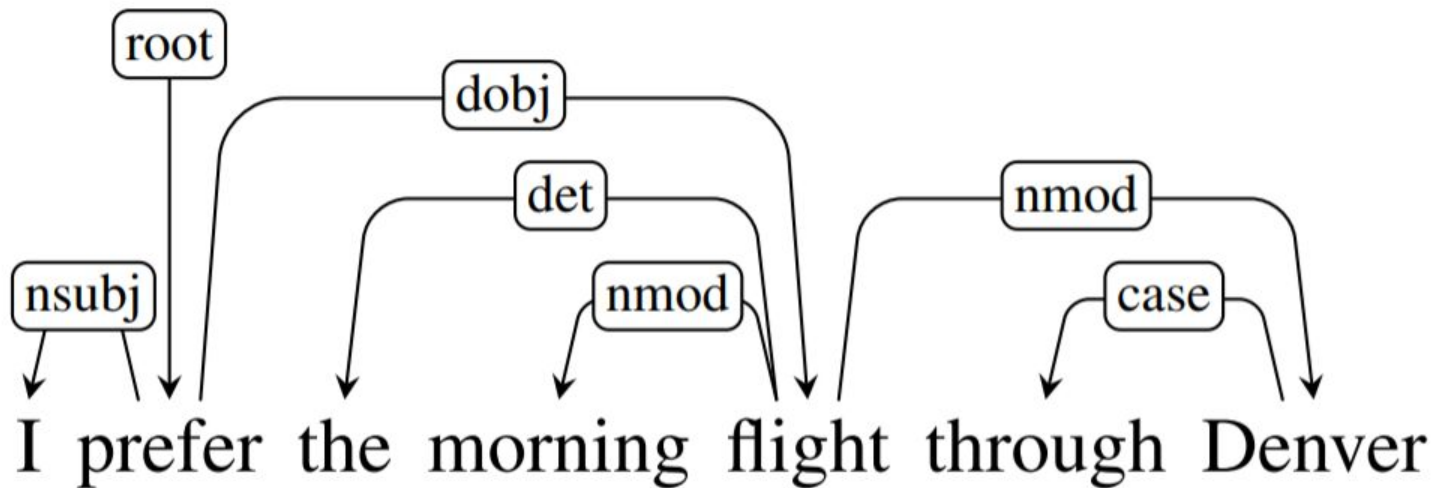 root
dobj
det nmod
nsubj nmod case
I prefer the morning flight through Denver